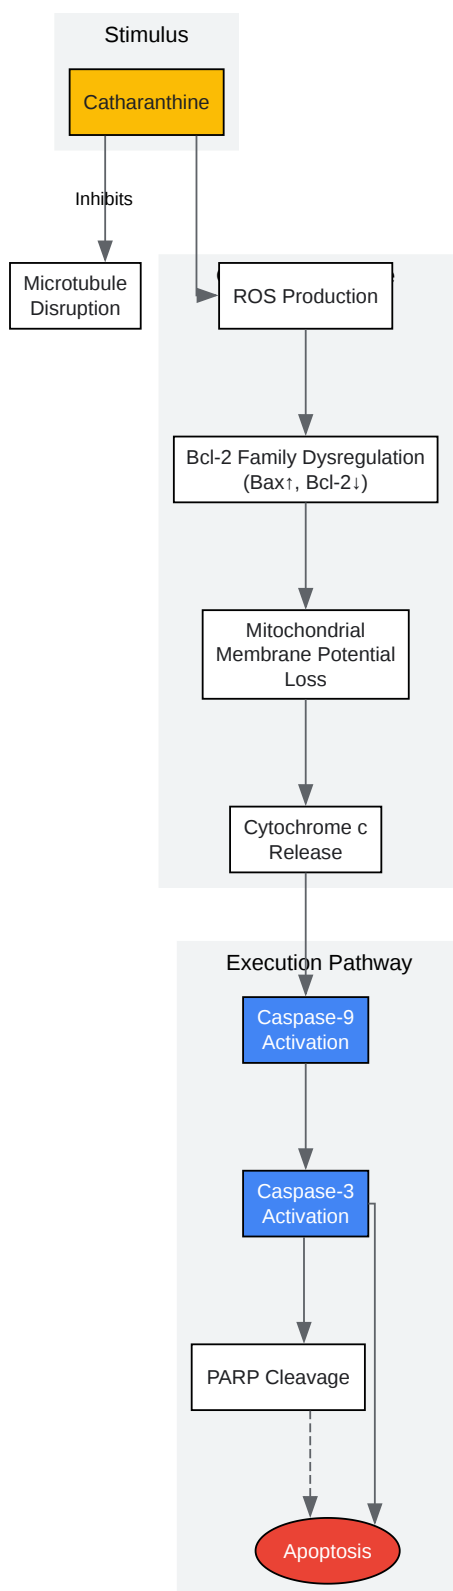 Stimulus
Catharanthine
Inhibits
Microtubule
Disruption
ROS Production
Bcl-2 Family Dysregulation
(Bax↑, Bcl-2↓)
Mitochondrial
Membrane Potential
Loss
Cytochrome c
Release
Execution Pathway
Caspase-9
Activation
Caspase-3
Activation
PARP Cleavage
Apoptosis